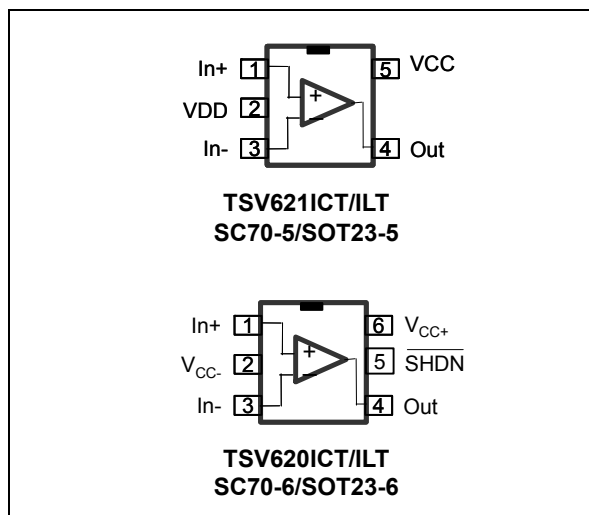 In+ 1 5 VCC
VDD 2
In- 3 4 Out
+
TSV621ICT/ILT
SC70-5/SOT23-5
In+ 1 6 VCC+
VCC- 2 5 SHDN
In- 3 4 Out
+
TSV620ICT/ILT
SC70-6/SOT23-6